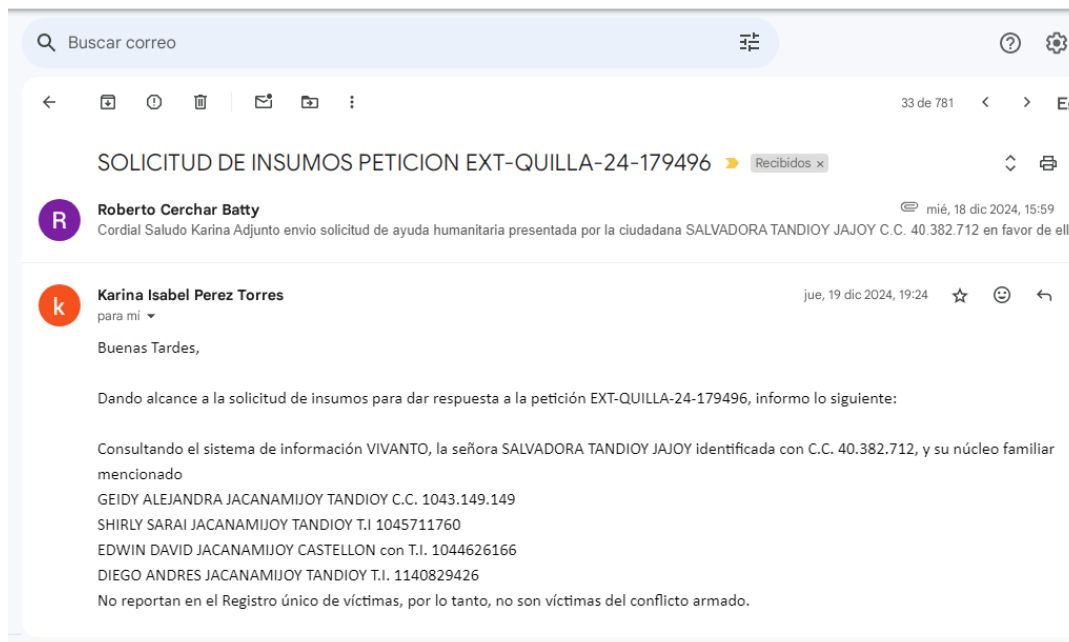 Buscar correo
33 de 781
SOLICITUD DE INSUMOS PETICION EXT-QUILLA-24-179496 Recibidos ×
R
Roberto Cerchar Batty mié, 18 dic 2024, 15:59
Cordial Saludo Karina Adjunto envio solicitud de ayuda humanitaria presentada por la ciudadana SALVADORA TANDIOY JAJOY C.C. 40.382.712 en favor de ell
k
Karina Isabel Perez Torres jue, 19 dic 2024, 19:24
para mí
Buenas Tardes,
Dando alcance a la solicitud de insumos para dar respuesta a la petición EXT-QUILLA-24-179496, informo lo siguiente:
Consultando el sistema de información VIVANTO, la señora SALVADORA TANDIOY JAJOY identificada con C.C. 40.382.712, y su núcleo familiar
mencionado
GEIDY ALEJANDRA JACANAMIJOY TANDIOY C.C. 1043.149.149
SHIRLY SARAI JACANAMIJOY TANDIOY T.I 1045711760
EDWIN DAVID JACANAMIJOY CASTELLON con T.I. 1044626166
DIEGO ANDRES JACANAMIJOY TANDIOY T.I. 1140829426
No reportan en el Registro único de víctimas, por lo tanto, no son víctimas del conflicto armado.